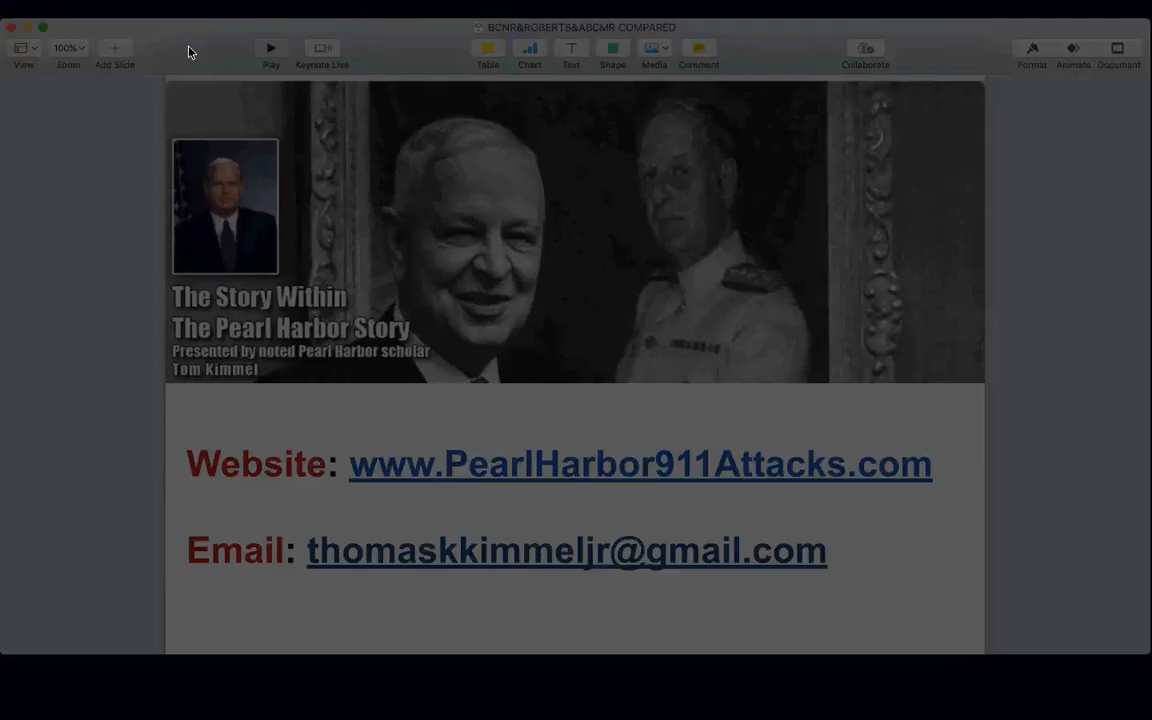 BCNR&ROBERTS&ABCMR COMPARED
100%
View
Zoom
Add Slide
Play
Keynote Live
Table
Chart
Text
Shape
Media
Comment
Collaborate
Format
Animate
Document
The Story Within
The Pearl Harbor Story
Presented by noted Pearl Harbor scholar
Tom Kimmel
Website: www.PearlHarbor911Attacks.com
Email: thomaskkimmeljr@gmail.com